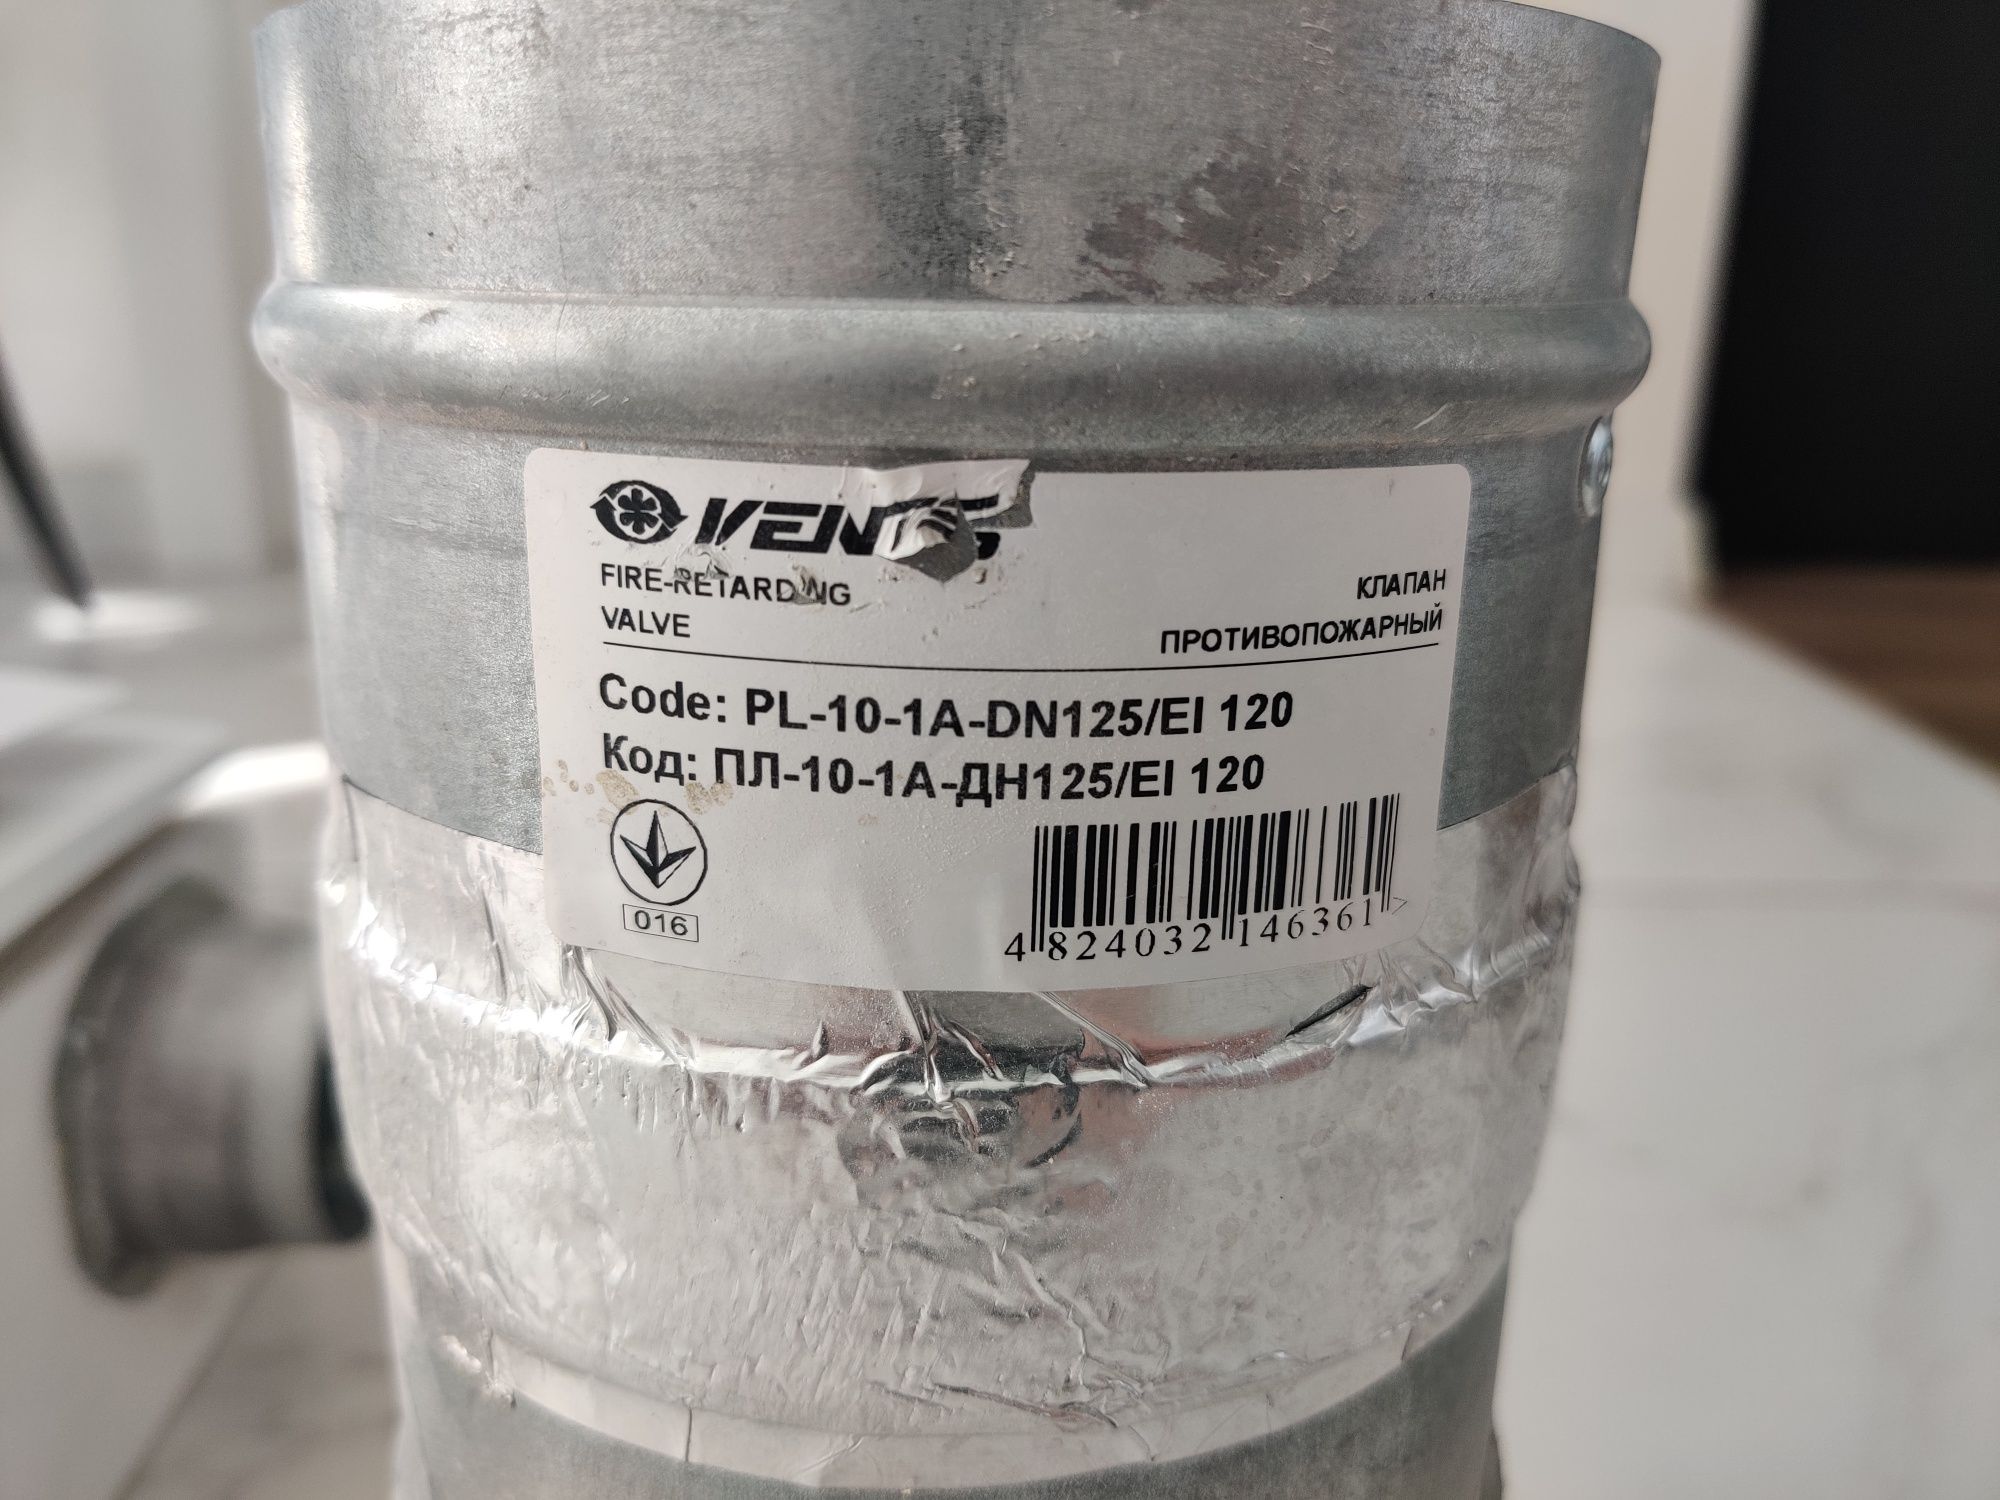 VENTS
FIRE-RETARDING
VALVE
КЛАПАН
ПРОТИВОПОЖАРНЫЙ
Code: PL-10-1A-DN125/EI 120
Код: ПЛ-10-1А-ДН125/EI 120
016
4 824032 146361 >